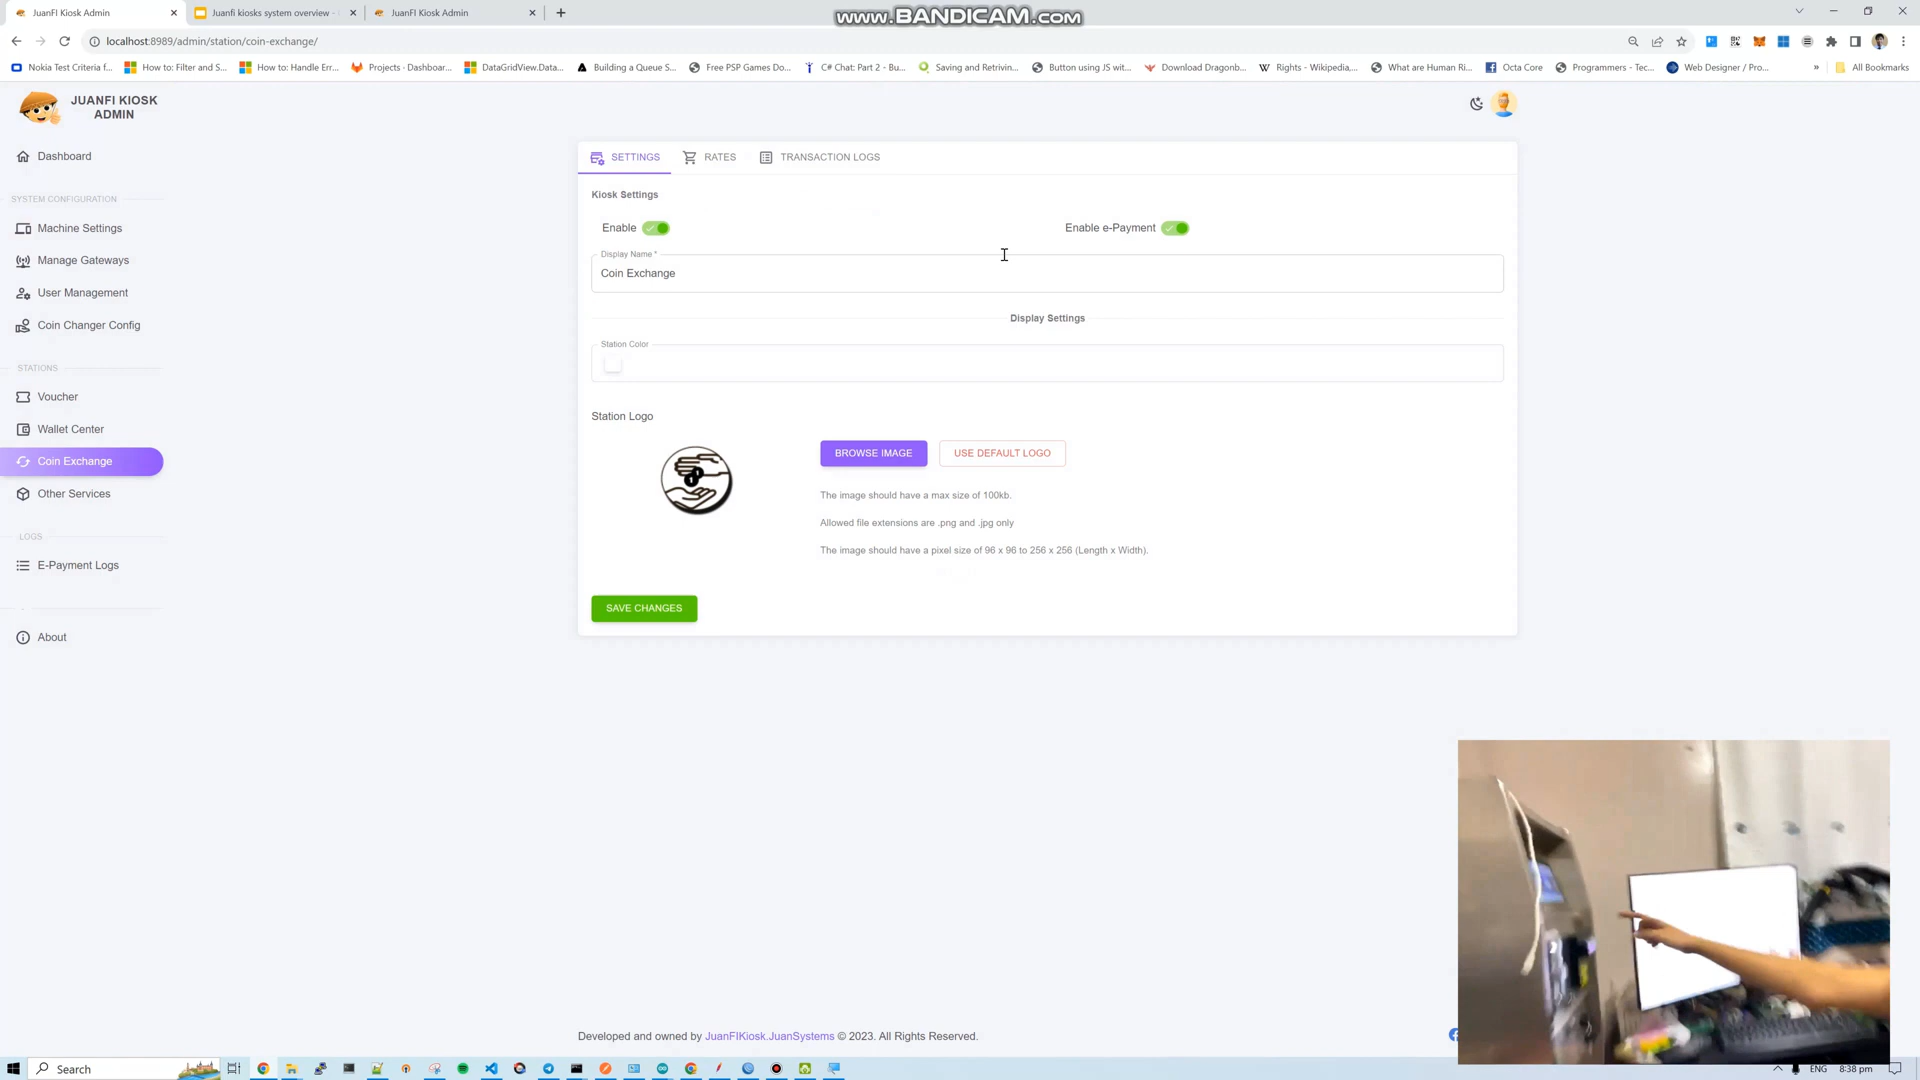 JuanFI Kiosk Admin
Juanfi kiosks system overview -
JuanFI Kiosk Admin
www.BANDICAM.com
localhost:8989/admin/station/coin-exchange/
Nokia Test Criteria f...
How to: Filter and S...
How to: Handle Err...
Projects · Dashboar...
DataGridView.Data...
Building a Queue S...
Free PSP Games Do...
C# Chat: Part 2 - Bu...
Saving and Retrivin...
Button using JS wit...
Download Dragonb...
Rights - Wikipedia,...
What are Human Ri...
Octa Core
Programmers - Tec...
Web Designer / Pro...
»
All Bookmarks
JUANFI KIOSK
ADMIN
Dashboard
SYSTEM CONFIGURATION
Machine Settings
Manage Gateways
User Management
Coin Changer Config
STATIONS
Voucher
Wallet Center
Coin Exchange
Other Services
LOGS
E-Payment Logs
About
SETTINGS
RATES
TRANSACTION LOGS
Kiosk Settings
Enable
Enable e-Payment
Display Name *
Coin Exchange
Display Settings
Station Color
Station Logo
BROWSE IMAGE
USE DEFAULT LOGO
The image should have a max size of 100kb.
Allowed file extensions are .png and .jpg only
The image should have a pixel size of 96 x 96 to 256 x 256 (Length x Width).
SAVE CHANGES
Developed and owned by JuanFIKiosk.JuanSystems © 2023. All Rights Reserved.
Search
ENG
8:38 pm